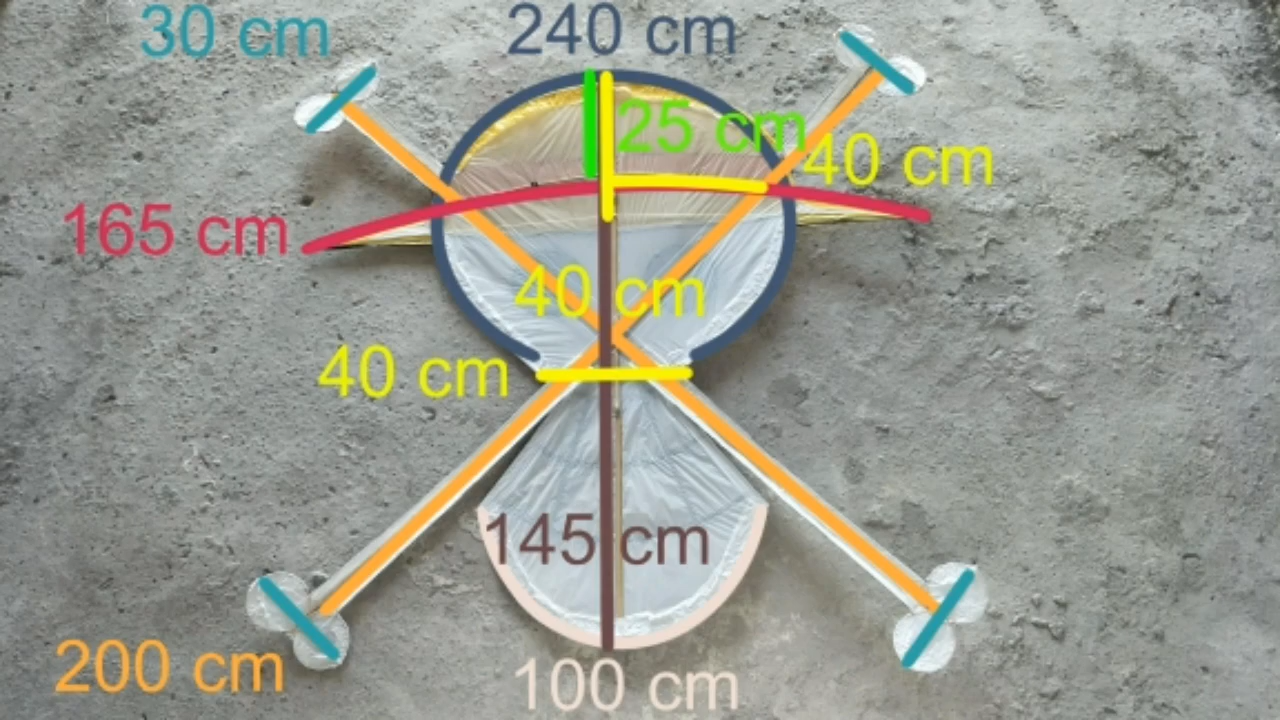 30 cm
240 cm
25 cm
40 cm
165 cm
40 cm
40 cm
145 cm
200 cm
100 cm